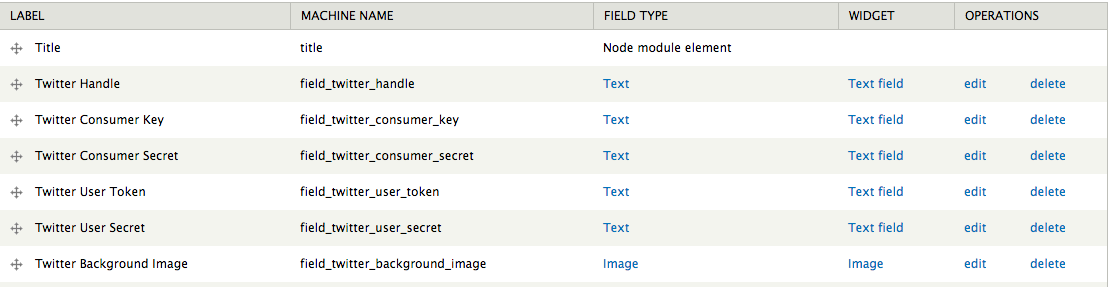 LABEL MACHINE NAME FIELD TYPE WIDGET OPERATIONS
Title title Node module element
Twitter Handle field_twitter_handle Text Text field edit delete
Twitter Consumer Key field_twitter_consumer_key Text Text field edit delete
Twitter Consumer Secret field_twitter_consumer_secret Text Text field edit delete
Twitter User Token field_twitter_user_token Text Text field edit delete
Twitter User Secret field_twitter_user_secret Text Text field edit delete
Twitter Background Image field_twitter_background_image Image Image edit delete